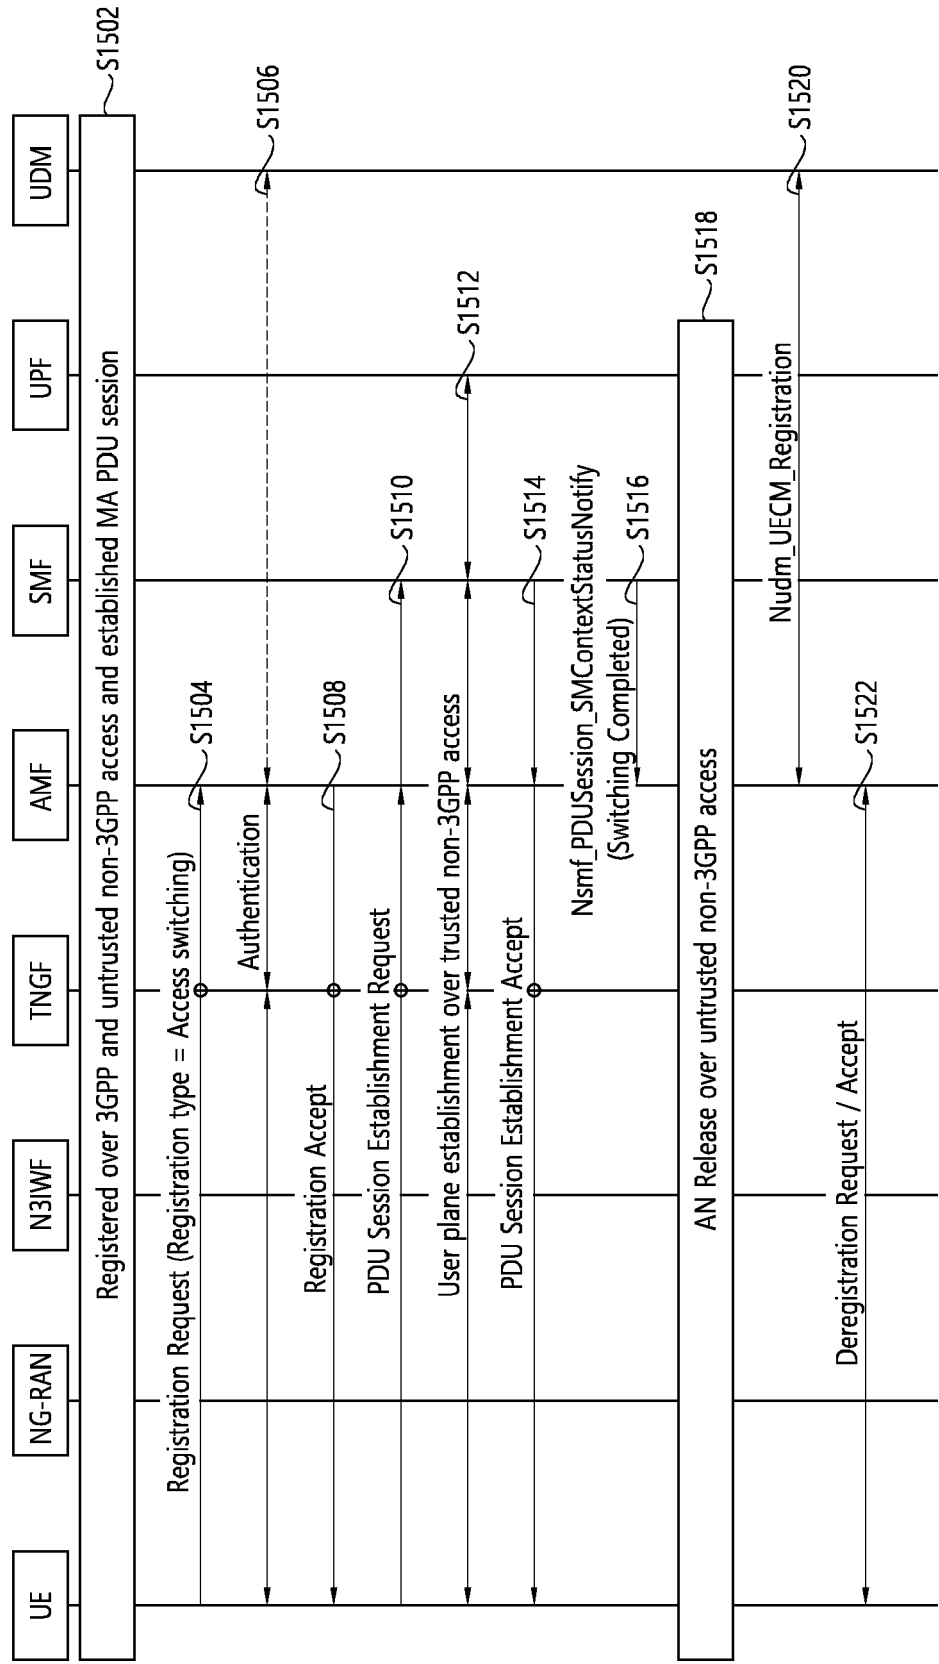 UE
NG-RAN
N3IWF
TNGF
AMF
SMF
UPF
UDM
Registered over 3GPP and untrusted non-3GPP access and established MA PDU session
S1502
Registration Request (Registration type = Access switching)
S1504
Authentication
S1506
Registration Accept
S1508
PDU Session Establishment Request
S1510
User plane establishment over trusted non-3GPP access
S1512
PDU Session Establishment Accept
S1514
Nsmf_PDUSession_SMContextStatusNotify
(Switching Completed)
S1516
AN Release over untrusted non-3GPP access
S1518
Nudm_UECM_Registration
S1520
Deregistration Request / Accept
S1522